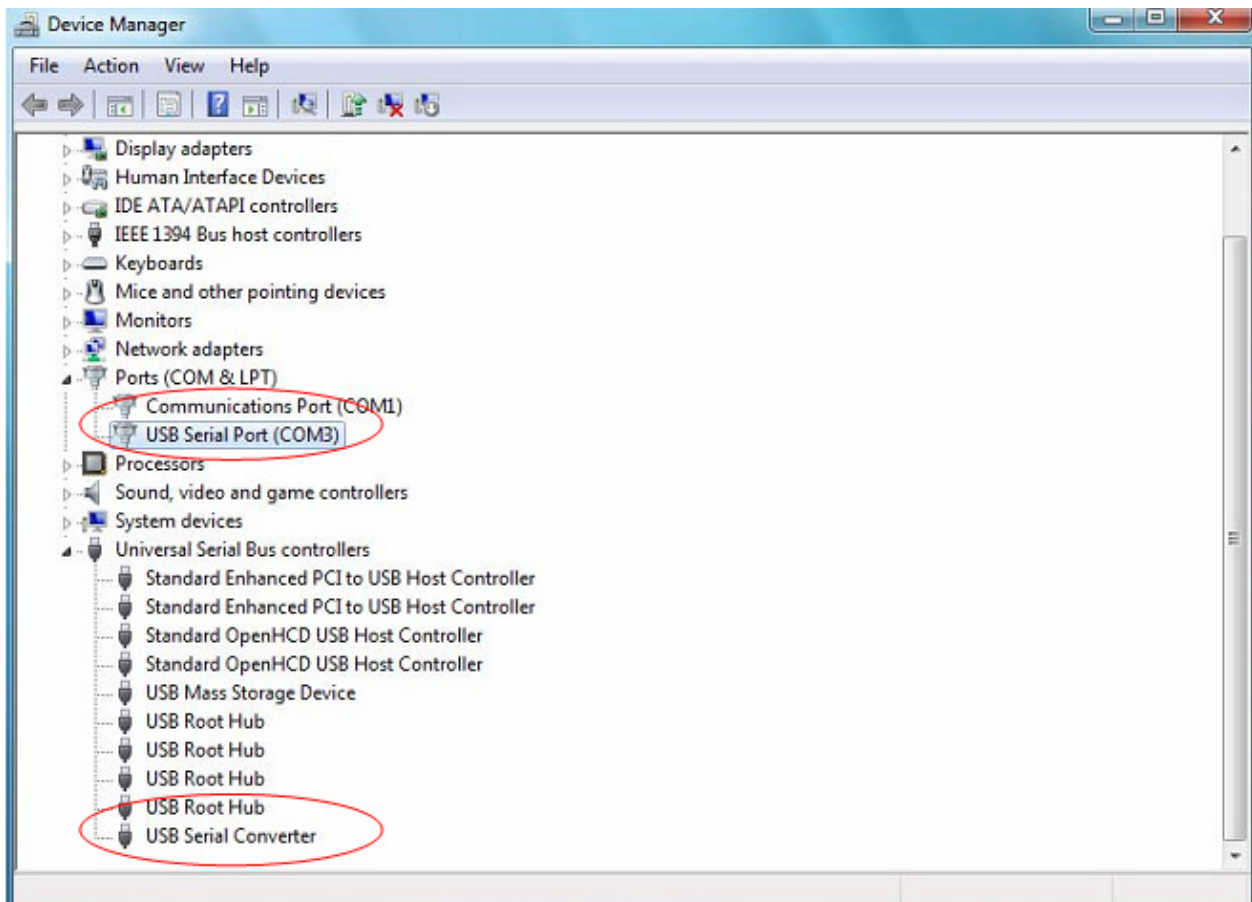 Device Manager
File Action View Help
Display adapters
Human Interface Devices
IDE ATA/ATAPI controllers
IEEE 1394 Bus host controllers
Keyboards
Mice and other pointing devices
Monitors
Network adapters
Ports (COM & LPT)
Communications Port (COM1)
USB Serial Port (COM3)
Processors
Sound, video and game controllers
System devices
Universal Serial Bus controllers
Standard Enhanced PCI to USB Host Controller
Standard Enhanced PCI to USB Host Controller
Standard OpenHCD USB Host Controller
Standard OpenHCD USB Host Controller
USB Mass Storage Device
USB Root Hub
USB Root Hub
USB Root Hub
USB Root Hub
USB Serial Converter